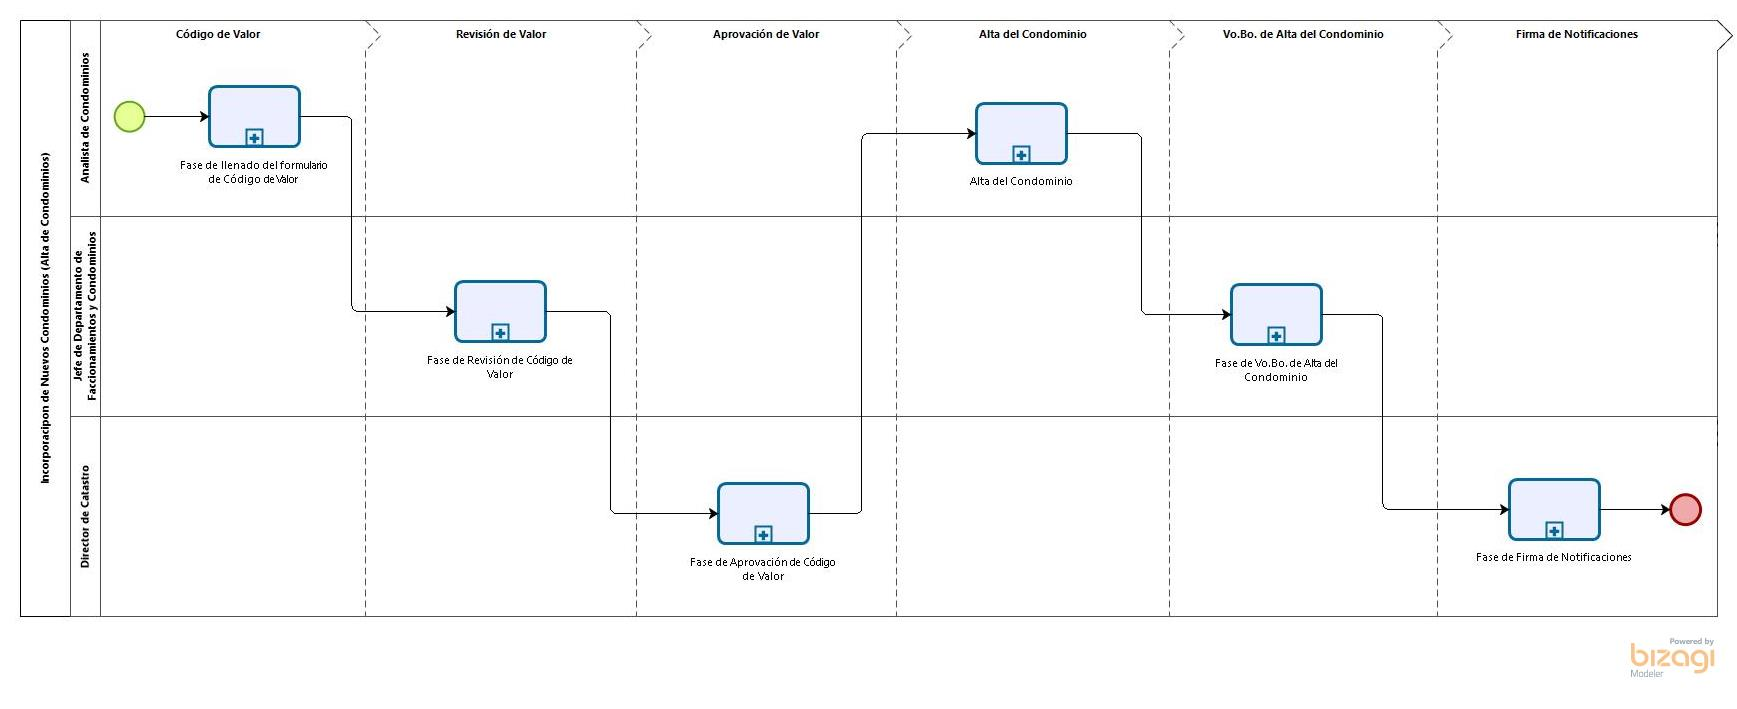 Código de Valor
Revisión de Valor
Aprovación de Valor
Alta del Condominio
Vo.Bo. de Alta del Condominio
Firma de Notificaciones
Incorporacipon de Nuevos Condominios (Alta de Condominios)
Analista de Condominios
Fase de llenado del formulario
de Código de Valor
Alta del Condominio
Jefe de Departamento de
Faccionamientos y Condominios
Fase de Revisión de Código de
Valor
Fase de Vo.Bo. de Alta del
Condominio
Director de Catastro
Fase de Aprovación de Código
de Valor
Fase de Firma de Notificaciones
Powered by
bizagi
Modeler